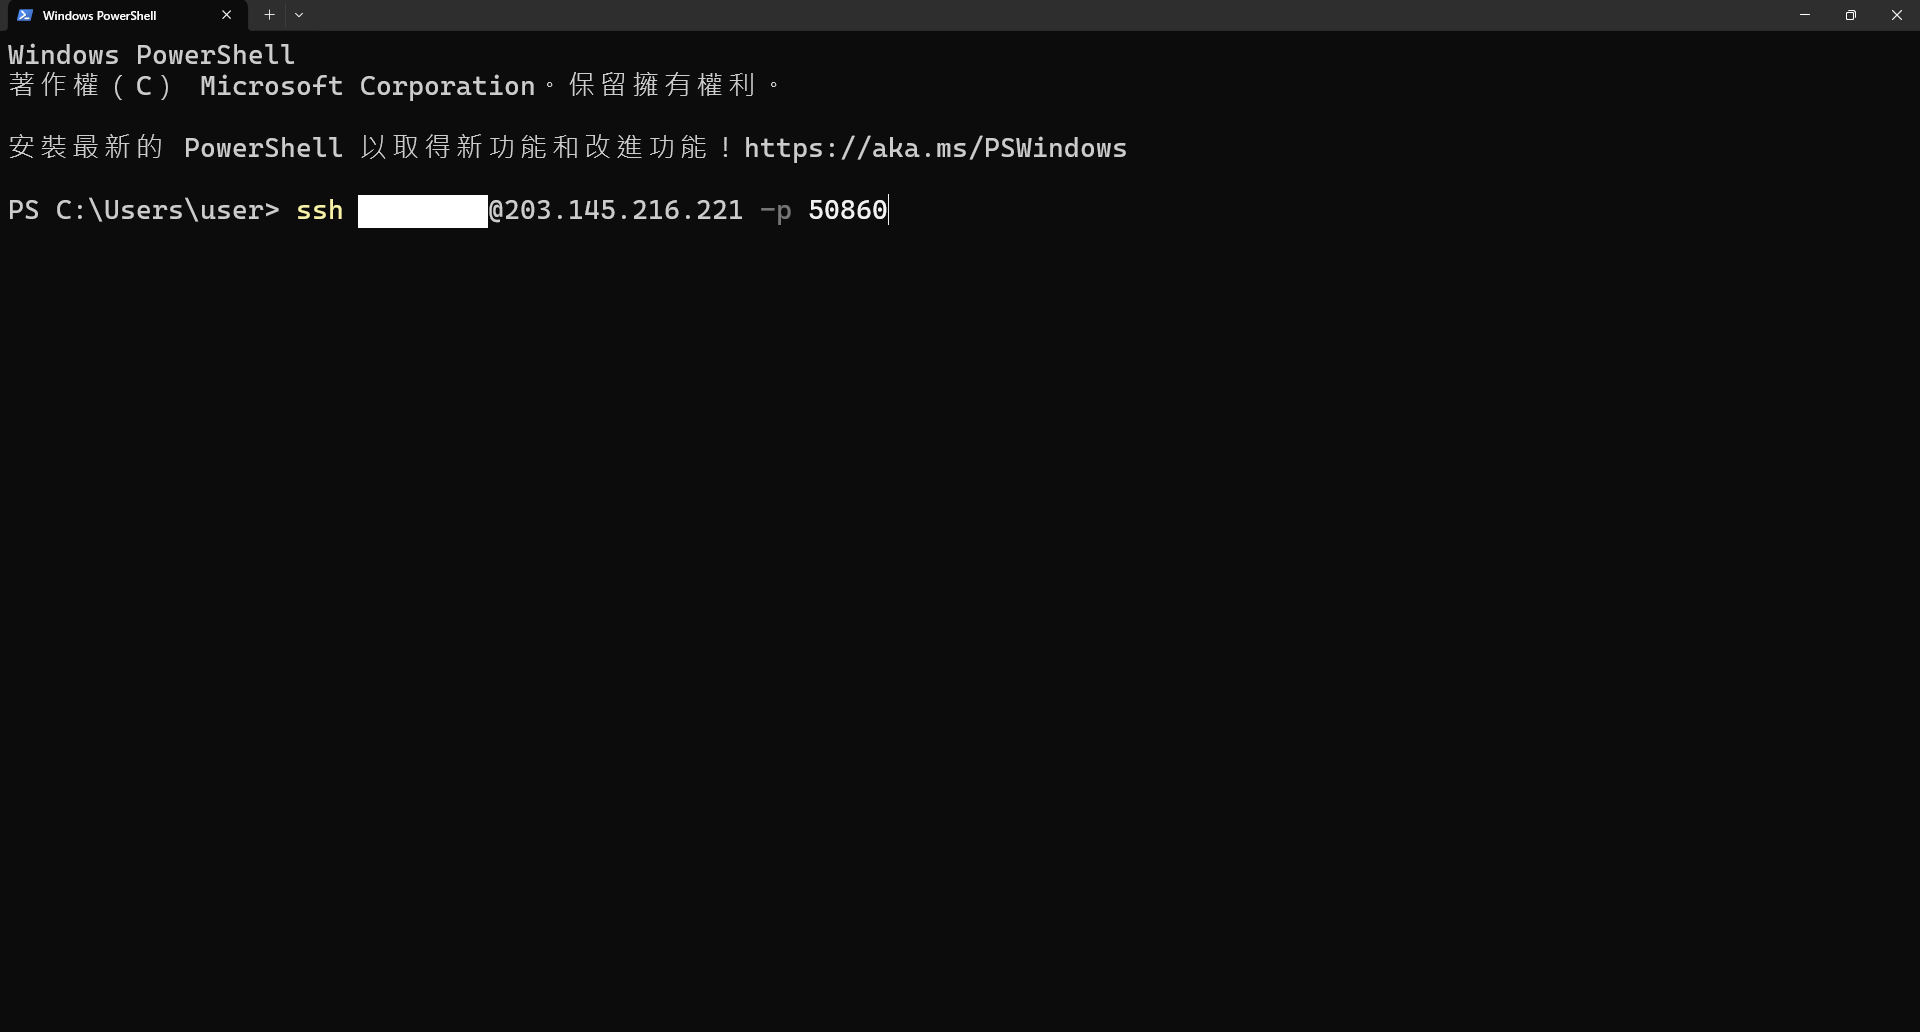 Windows PowerShell
Windows PowerShell
著作權（C） Microsoft Corporation。保留擁有權利。
安裝最新的 PowerShell 以取得新功能和改進功能！https://aka.ms/PSWindows
PS C:\Users\user> ssh @203.145.216.221 -p 50860